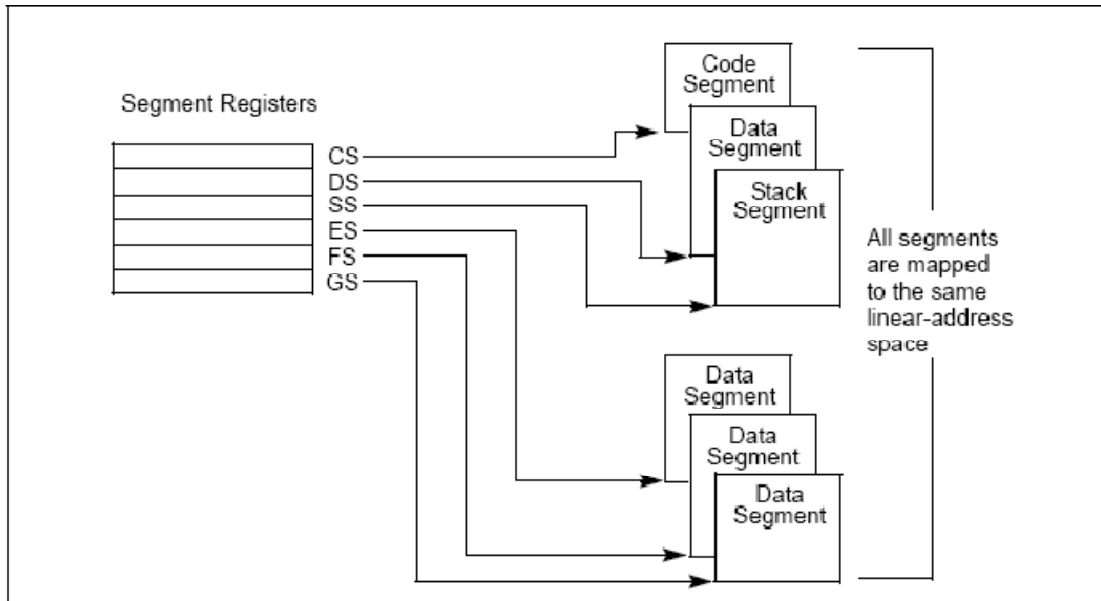 Segment Registers
CS
DS
SS
ES
FS
GS
Code
Segment
Data
Segment
Stack
Segment
Data
Segment
Data
Segment
Data
Segment
All segments
are mapped
to the same
linear-address
space